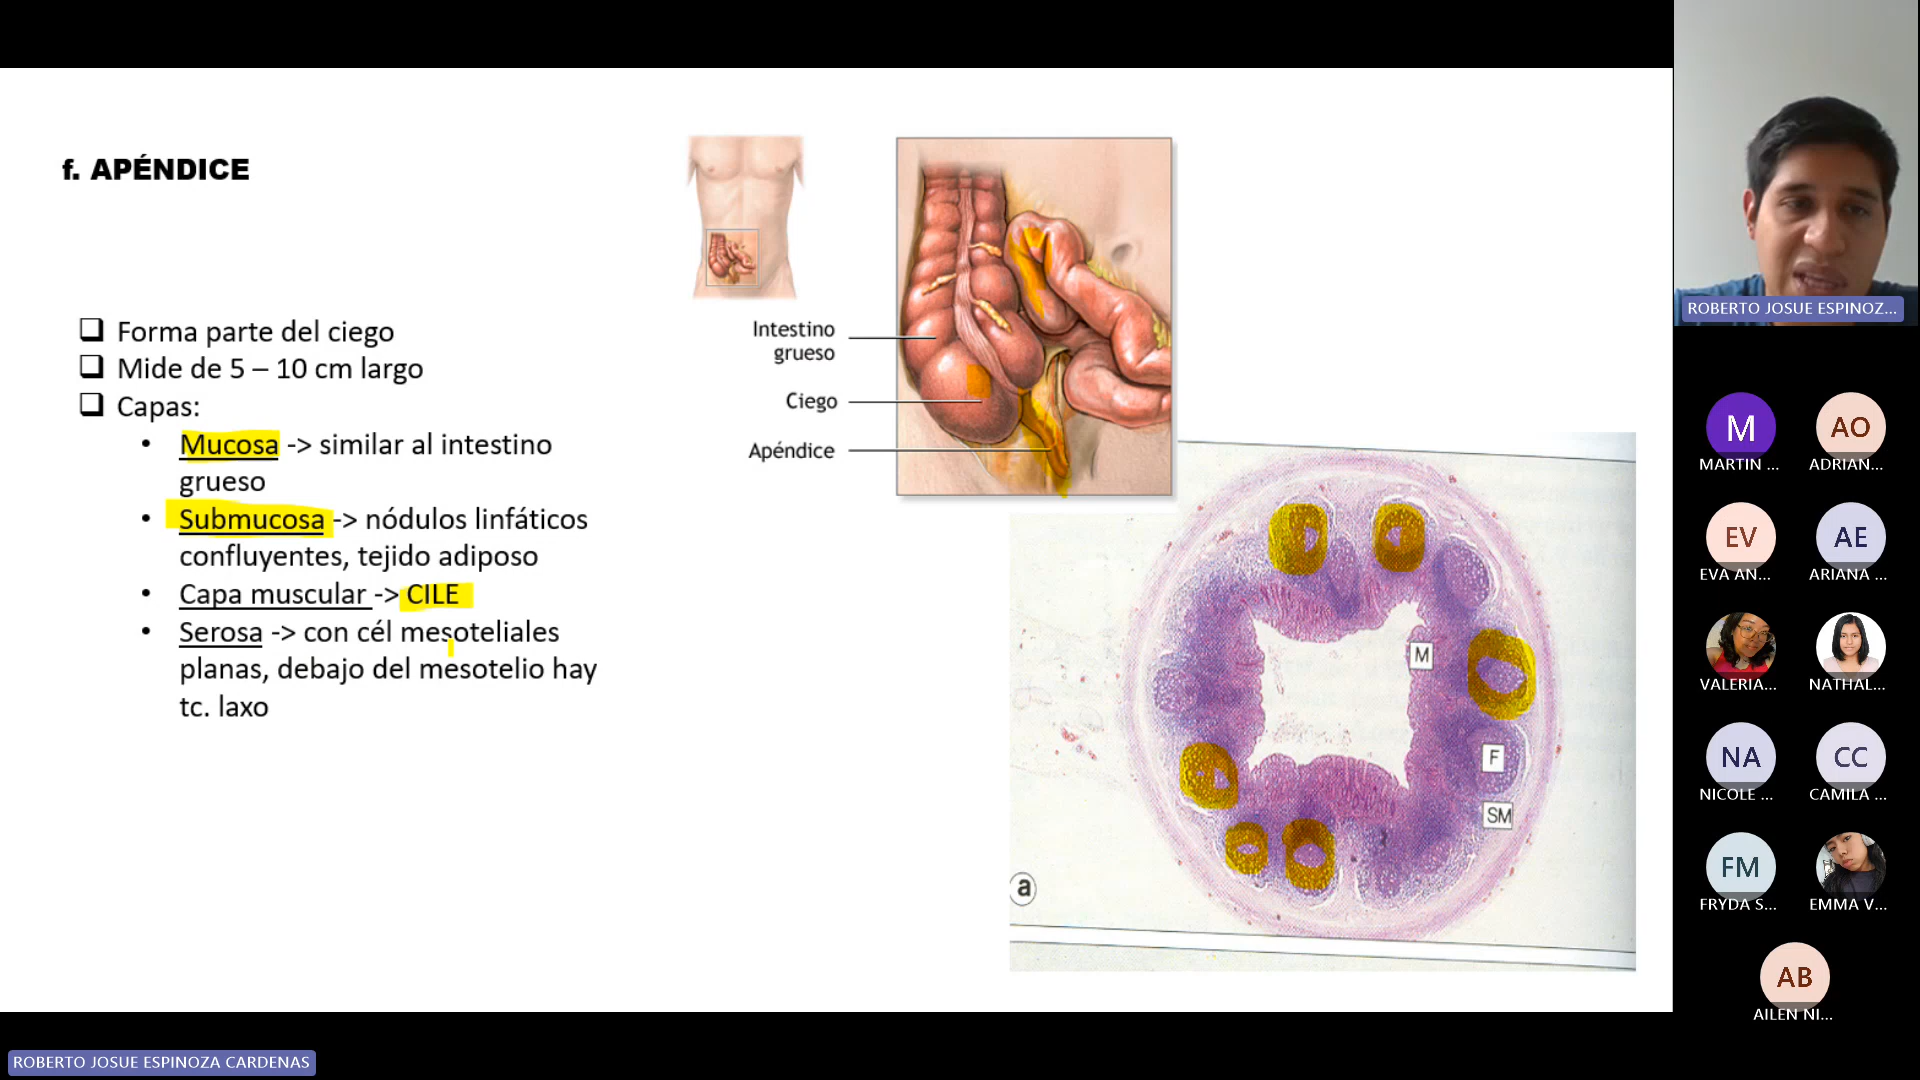 f. APÉNDICE
Forma parte del ciego
Mide de 5 – 10 cm largo
Capas:
• Mucosa -> similar al intestino
grueso
• Submucosa -> nódulos linfáticos
confluyentes, tejido adiposo
• Capa muscular -> CILE
• Serosa -> con cél mesoteliales
planas, debajo del mesotelio hay
tc. laxo
Intestino
grueso
Ciego
Apéndice
M
F
SM
a
ROBERTO JOSUE ESPINOZ...
M
AO
MARTIN ...
ADRIAN...
EV
AE
EVA AN...
ARIANA ...
VALERIA...
NATHAL...
NA
CC
NICOLE ...
CAMILA ...
FM
FRYDA S...
EMMA V...
AB
AILEN NI...
ROBERTO JOSUE ESPINOZA CARDENAS